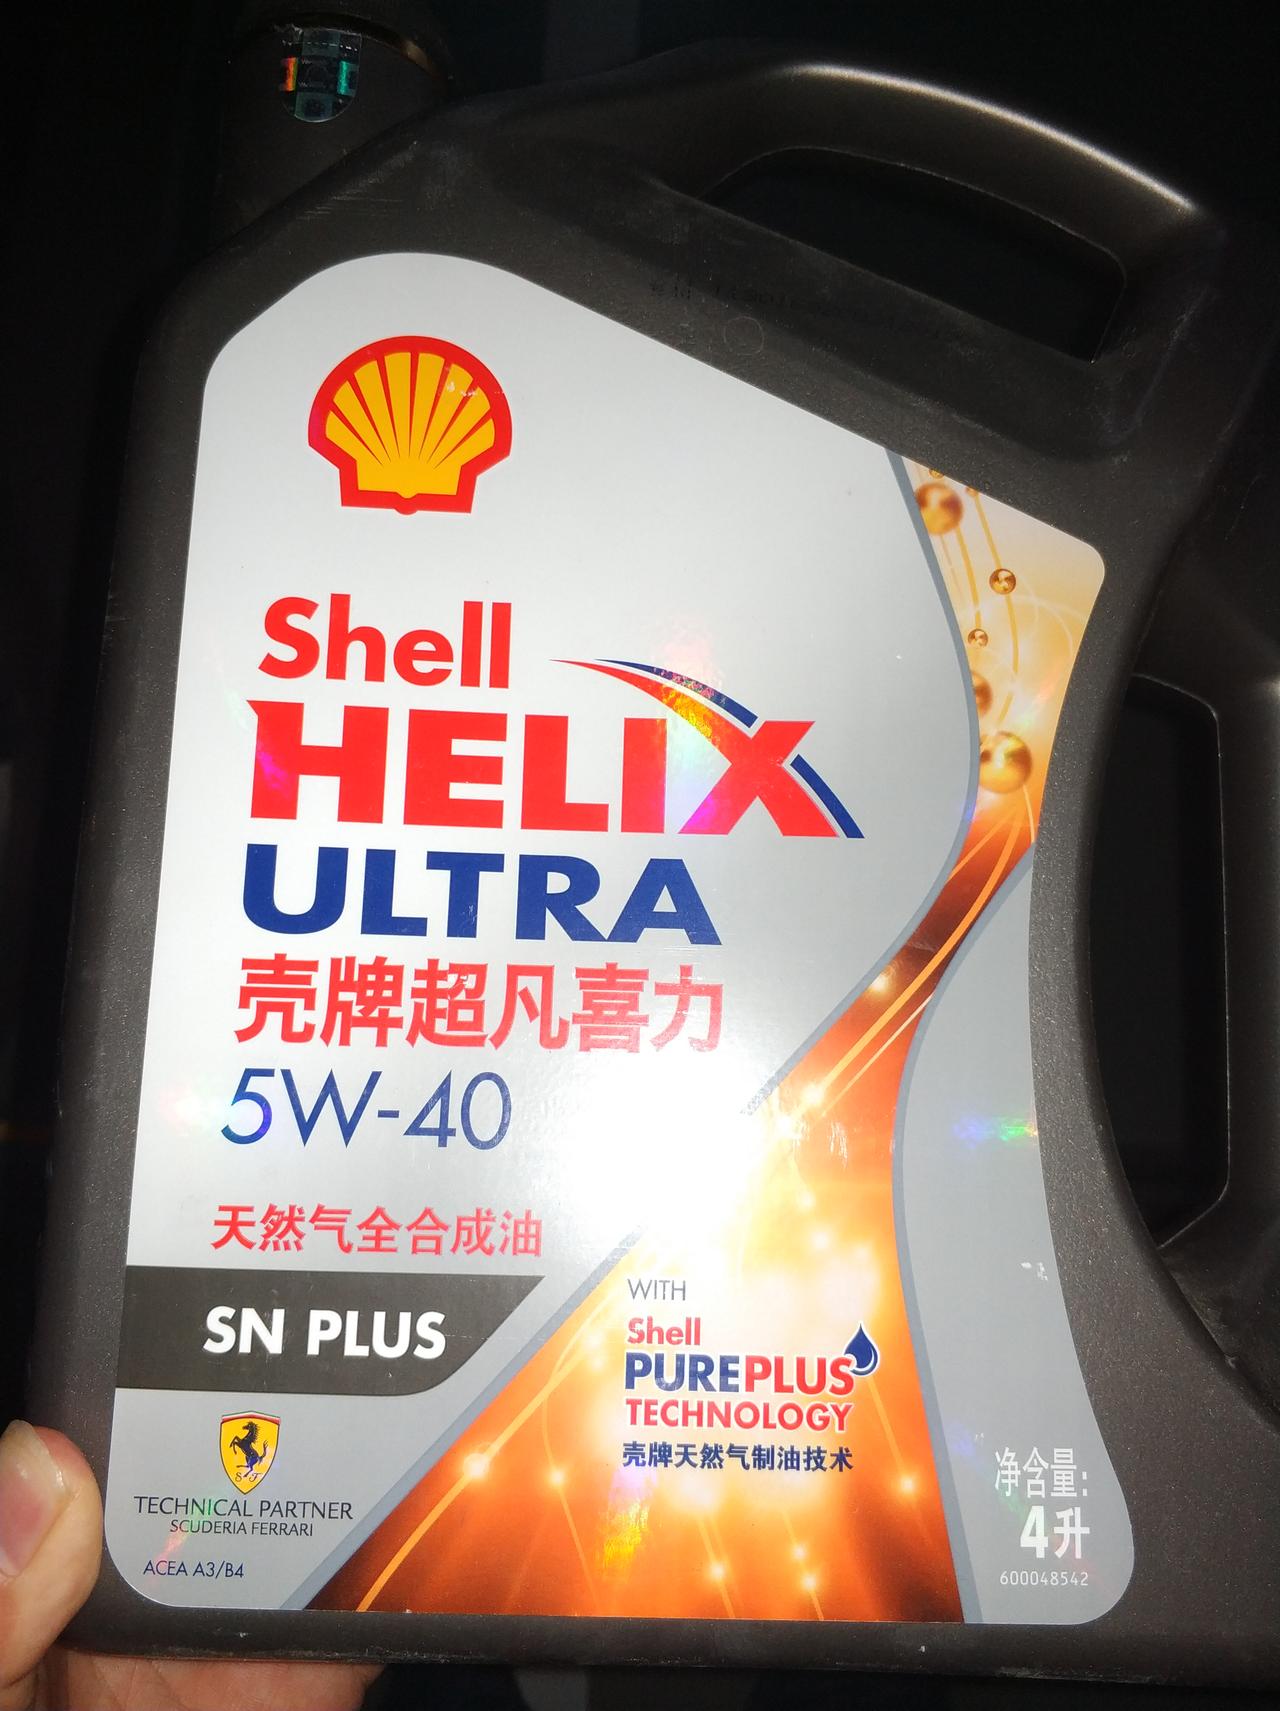 Shell
HELIX
ULTRA
壳牌超凡喜力
5W-40
天然气全合成油
SN PLUS
WITH
Shell
PUREPLUS
TECHNOLOGY
壳牌天然气制油技术
S F
TECHNICAL PARTNER
SCUDERIA FERRARI
ACEA A3/B4
净含量:
4升
600048542